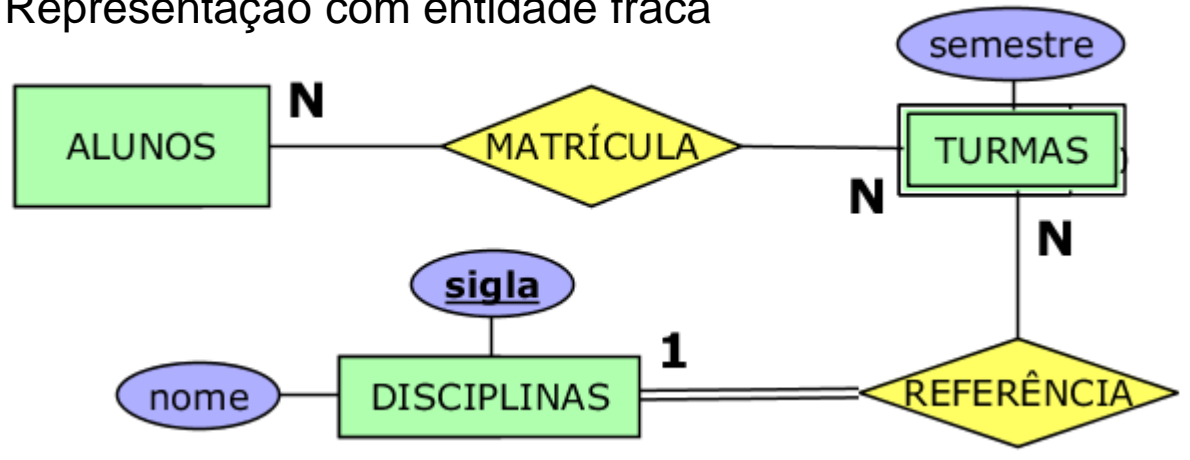 Representação com entidade fraca
semestre
N
ALUNOS
MATRÍCULA
TURMAS
N
N
sigla
1
nome
DISCIPLINAS
REFERÊNCIA